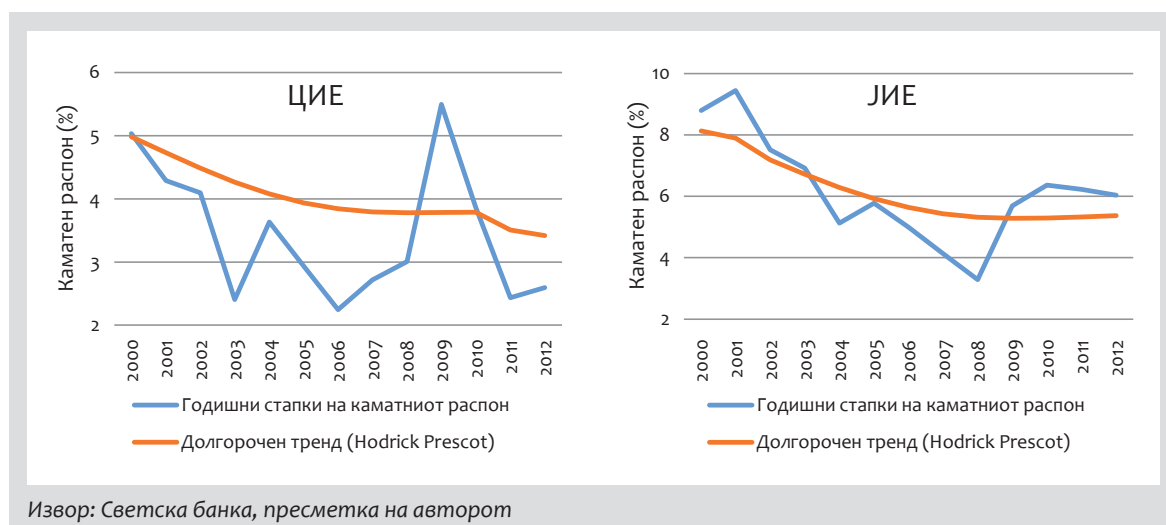 ЦИЕ
Каматен распон (%)
6
5
4
3
2
2000 2001 2002 2003 2004 2005 2006 2007 2008 2009 2010 2011 2012
Годишни стапки на каматниот распон
Долгорочен тренд (Hodrick Prescot)
ЈИЕ
Каматен распон (%)
10
8
6
4
2
2000 2001 2002 2003 2004 2005 2006 2007 2008 2009 2010 2011 2012
Годишни стапки на каматниот распон
Долгорочен тренд (Hodrick Prescot)
Извор: Светска банка, пресметка на авторот